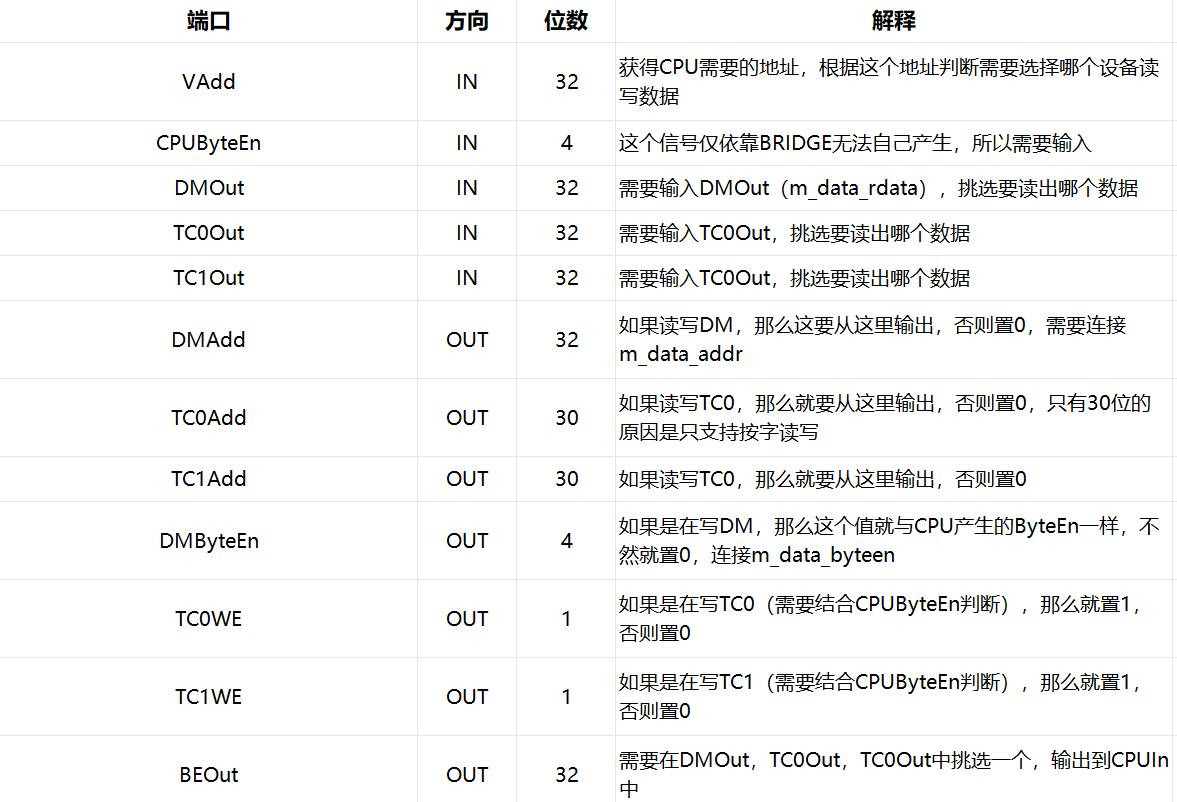 端口 方向 位数 解释
VAdd IN 32 获得CPU需要的地址，根据这个地址判断需要选择哪个设备读
写数据
CPUByteEn IN 4 这个信号仅依靠BRIDGE无法自己产生，所以需要输入
DMOut IN 32 需要输入DMOut（m_data_rdata），挑选要读出哪个数据
TC0Out IN 32 需要输入TC0Out，挑选要读出哪个数据
TC1Out IN 32 需要输入TC0Out，挑选要读出哪个数据
DMAdd OUT 32 如果读写DM，那么这要从这里输出，否则置0，需要连接
m_data_addr
TC0Add OUT 30 如果读写TC0，那么就要从这里输出，否则置0，只有30位的
原因是只支持按字读写
TC1Add OUT 30 如果读写TC0，那么就要从这里输出，否则置0
DMByteEn OUT 4 如果是在写DM，那么这个值就与CPU产生的ByteEn一样，不
然就置0，连接m_data_byteen
TC0WE OUT 1 如果是在写TC0（需要结合CPUByteEn判断），那么就置1，
否则置0
TC1WE OUT 1 如果是在写TC1（需要结合CPUByteEn判断），那么就置1，
否则置0
BEOut OUT 32 需要在DMOut，TC0Out，TC0Out中挑选一个，输出到CPUIn
中